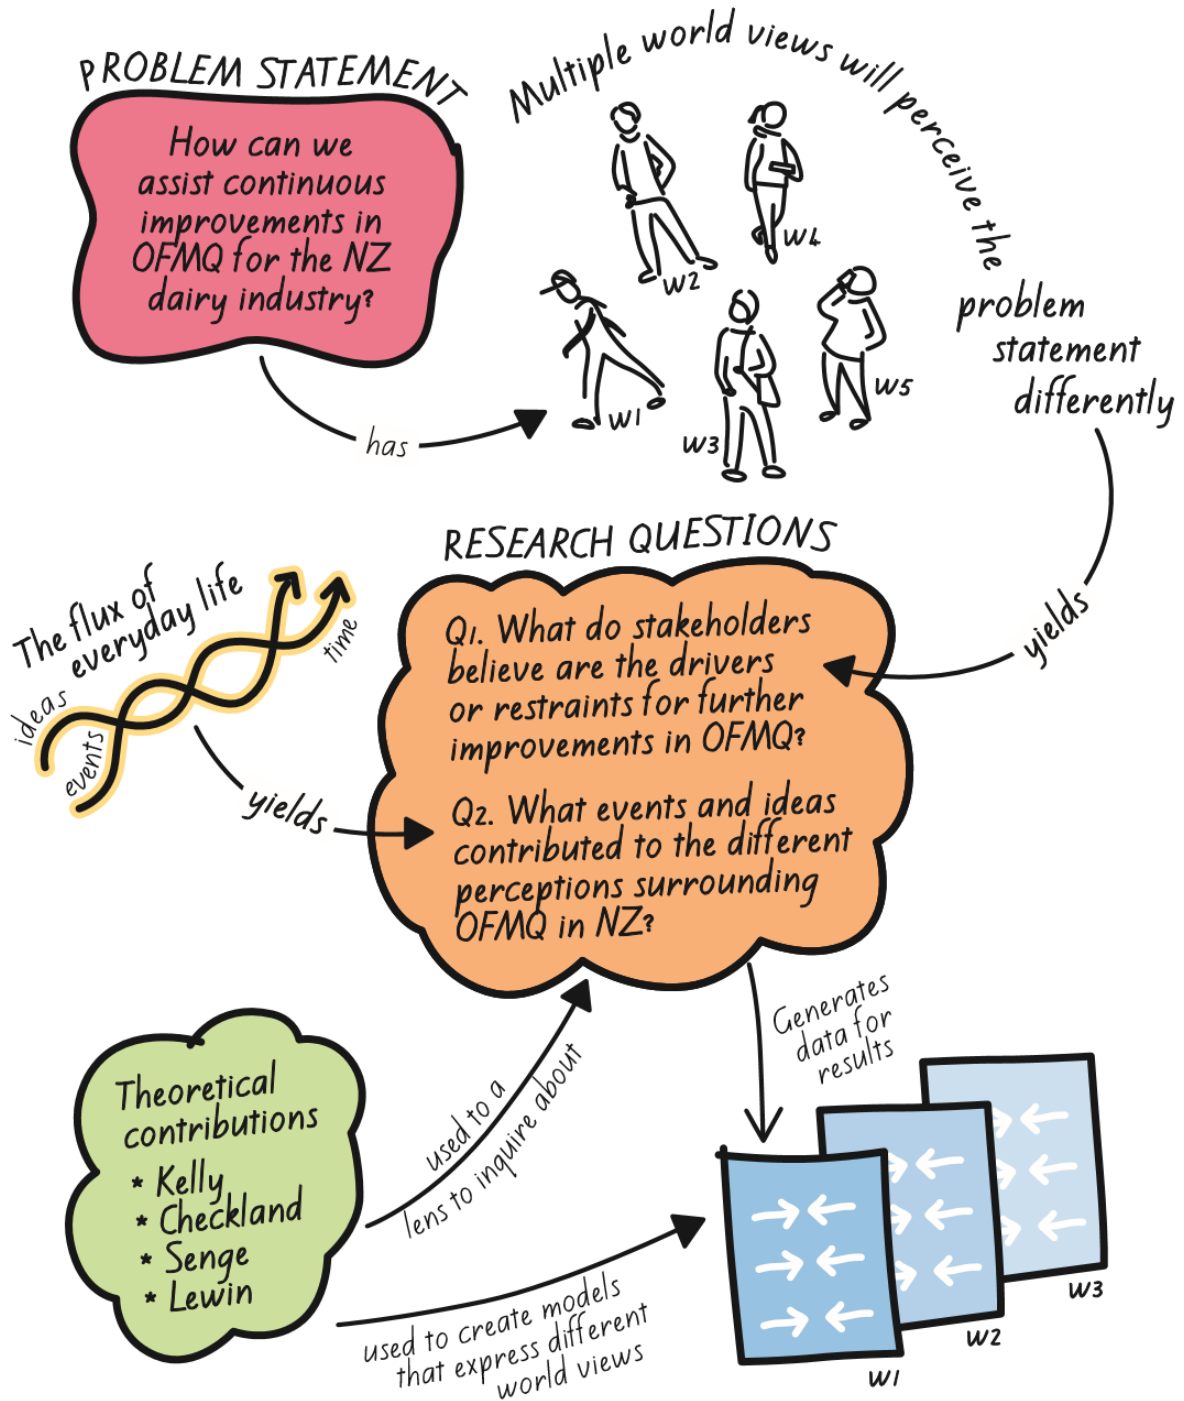 PROBLEM STATEMENT
How can we
assist continuous
improvements in
OFMQ for the NZ
dairy industry?
has
Multiple world views will perceive the
problem
statement
differently
W1
W2
W3
W4
W5
yields
The flux of
everyday life
ideas
events
time
yields
RESEARCH QUESTIONS
Q1. What do stakeholders
believe are the drivers
or restraints for further
improvements in OFMQ?
Q2. What events and ideas
contributed to the different
perceptions surrounding
OFMQ in NZ?
Theoretical
contributions
* Kelly
* Checkland
* Senge
* Lewin
used to a
lens to inquire about
used to create models
that express different
world views
Generates
data for
results
W1
W2
W3